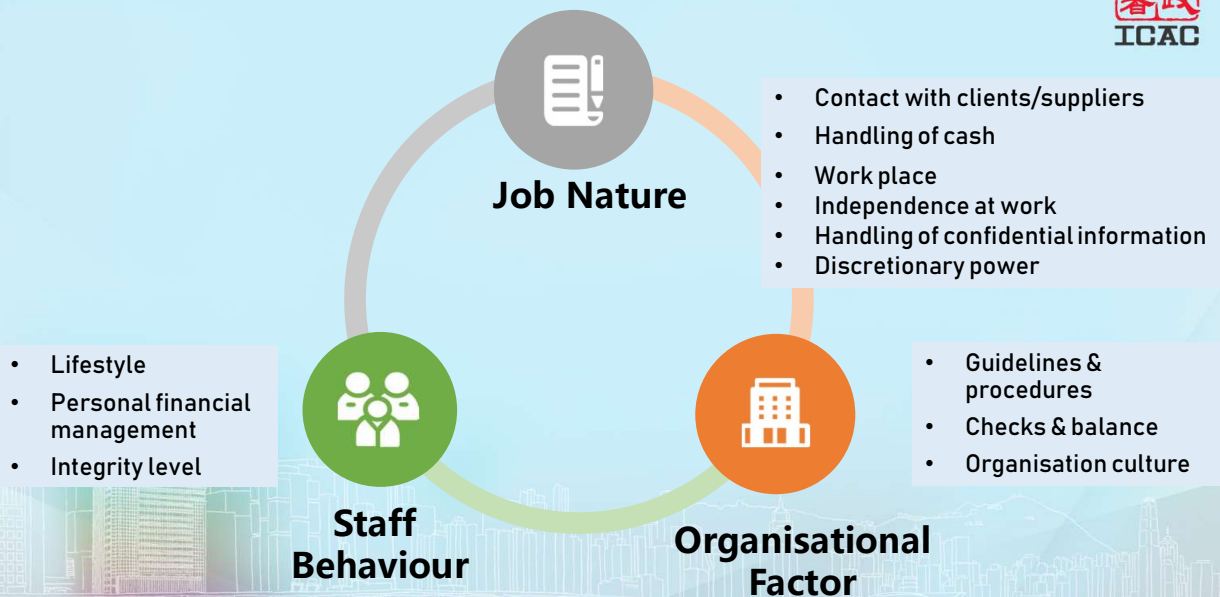 ICAC
• Contact with clients/suppliers
• Handling of cash
• Work place
• Independence at work
• Handling of confidential information
• Discretionary power
Job Nature
• Lifestyle
• Personal financial
management
• Integrity level
• Guidelines &
procedures
• Checks & balance
• Organisation culture
Staff
Behaviour
Organisational
Factor